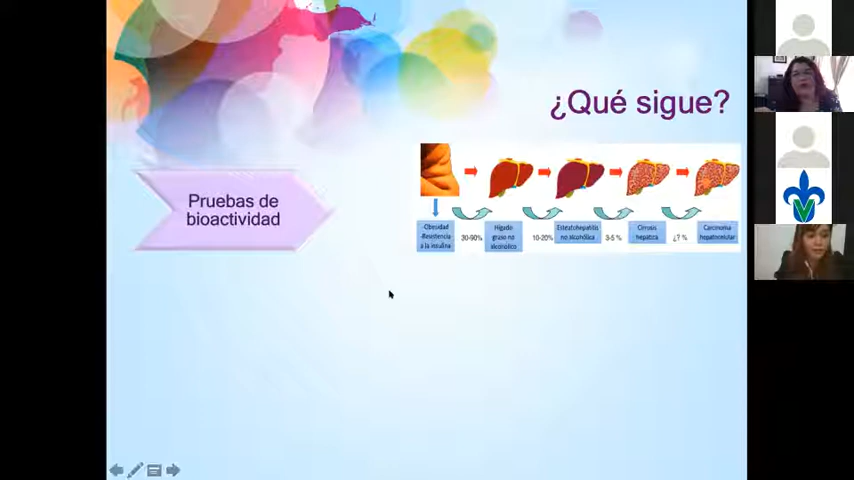 ¿Qué sigue?
Pruebas de
bioactividad
-Obesidad
-Resistencia
a la insulina
30-90%
Hígado
graso no
alcohólico
10-20%
Esteatohepatitis
no alcohólica
3-5 %
Cirrosis
hepática
¿? %
Carcinoma
hepatocelular